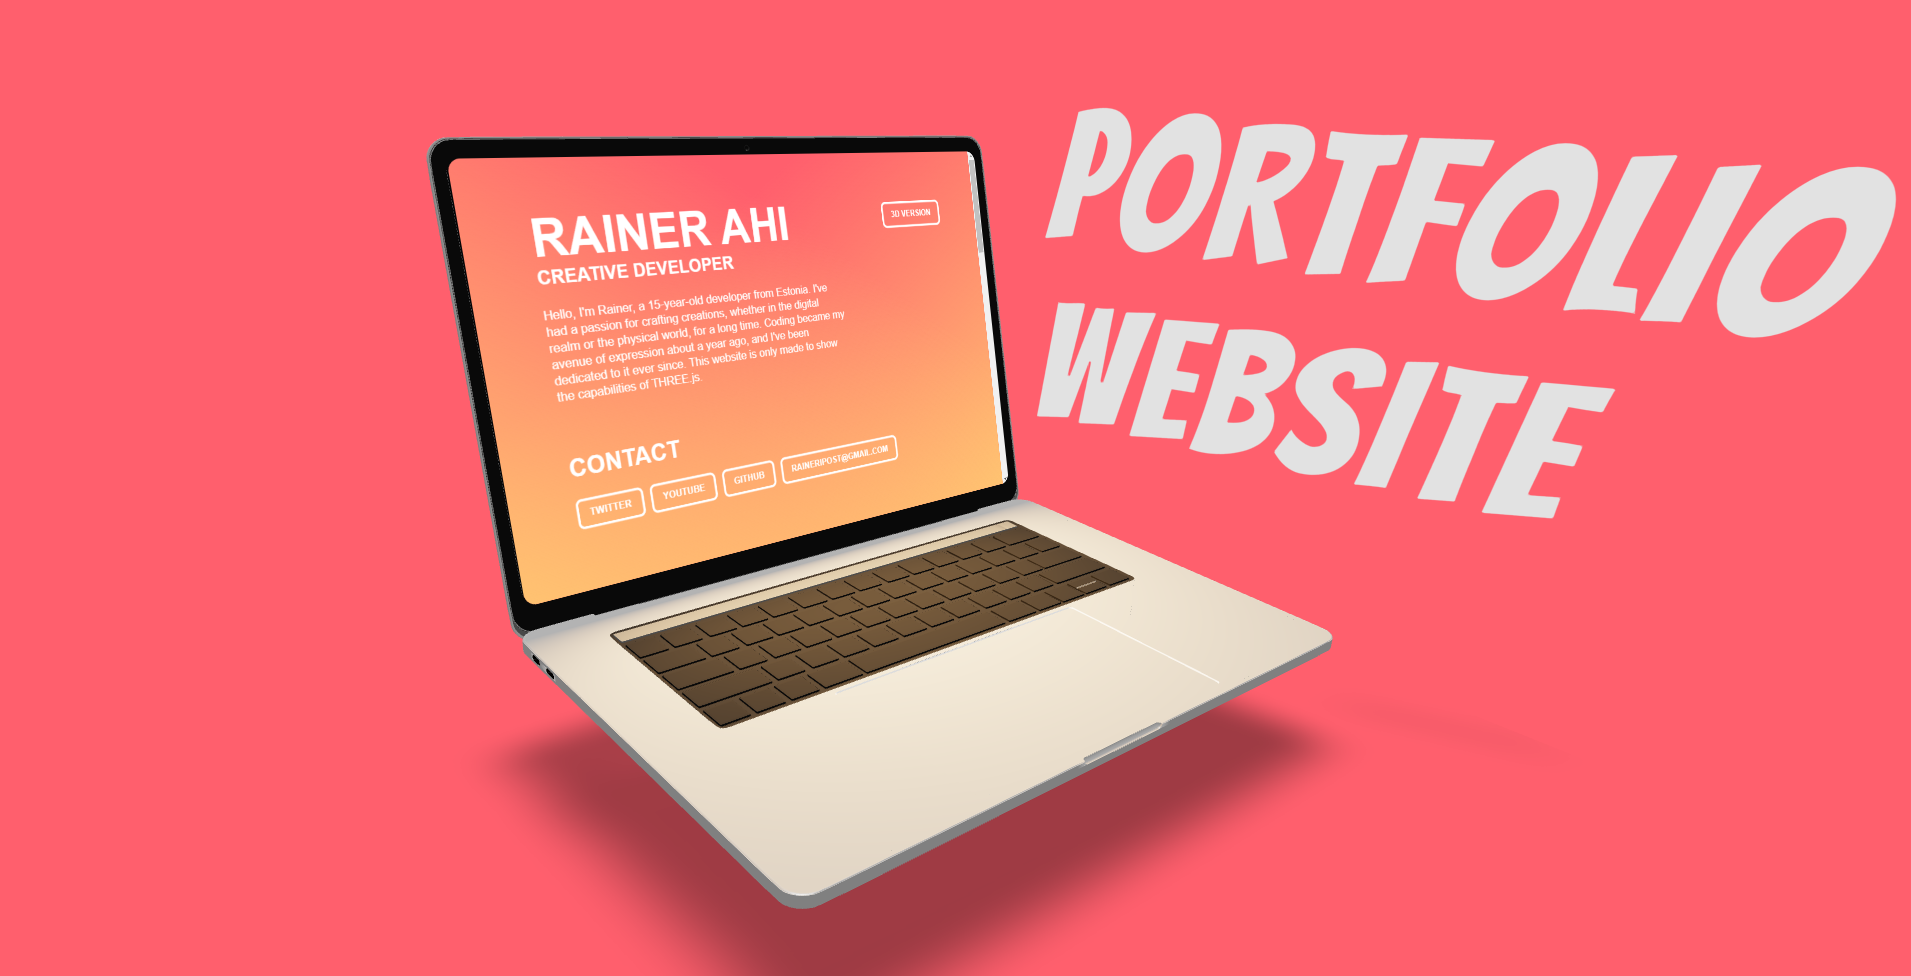 PORTFOLIO
WEBSITE
RAINER AHI
3D VERSION
CREATIVE DEVELOPER
Hello, I'm Rainer, a 15-year-old developer from Estonia. I've
had a passion for crafting creations, whether in the digital
realm or the physical world, for a long time. Coding became my
avenue of expression about a year ago, and I've been
dedicated to it ever since. This website is only made to show
the capabilities of THREE.js.
CONTACT
TWITTER
YOUTUBE
GITHUB
RAINERIPOST@GMAIL.COM